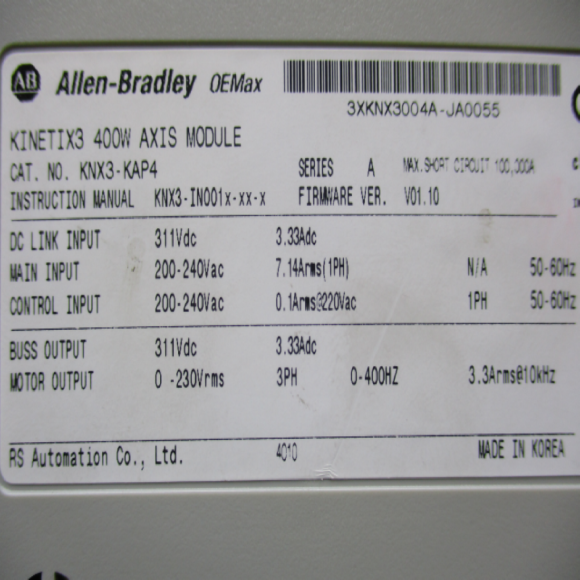 AB Allen-Bradley OEMax
3XKNX3004A-JA0055
KINETIX3 400W AXIS MODULE
CAT. NO. KNX3-KAP4 SERIES A MAX.SHORT CIRCUIT 100,000A
INSTRUCTION MANUAL KNX3-IN001x-xx-x FIRMWARE VER. V01.10
DC LINK INPUT 311Vdc 3.33Adc
MAIN INPUT 200-240Vac 7.14Arms(1PH) N/A 50-60Hz
CONTROL INPUT 200-240Vac 0.1Arms@220Vac 1PH 50-60Hz
BUSS OUTPUT 311Vdc 3.33Adc
MOTOR OUTPUT 0 -230Vrms 3PH 0-400HZ 3.3Arms@10kHz
RS Automation Co., Ltd. 4010 MADE IN KOREA